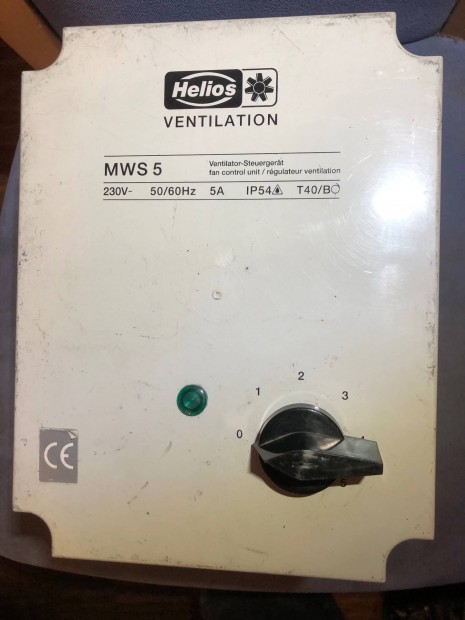 Helios
VENTILATION
MWS 5
Ventilator-Steuergerät
fan control unit / régulateur ventilation
230V~ 50/60Hz 5A IP54 T40/B
1 2 3
0
5
CE